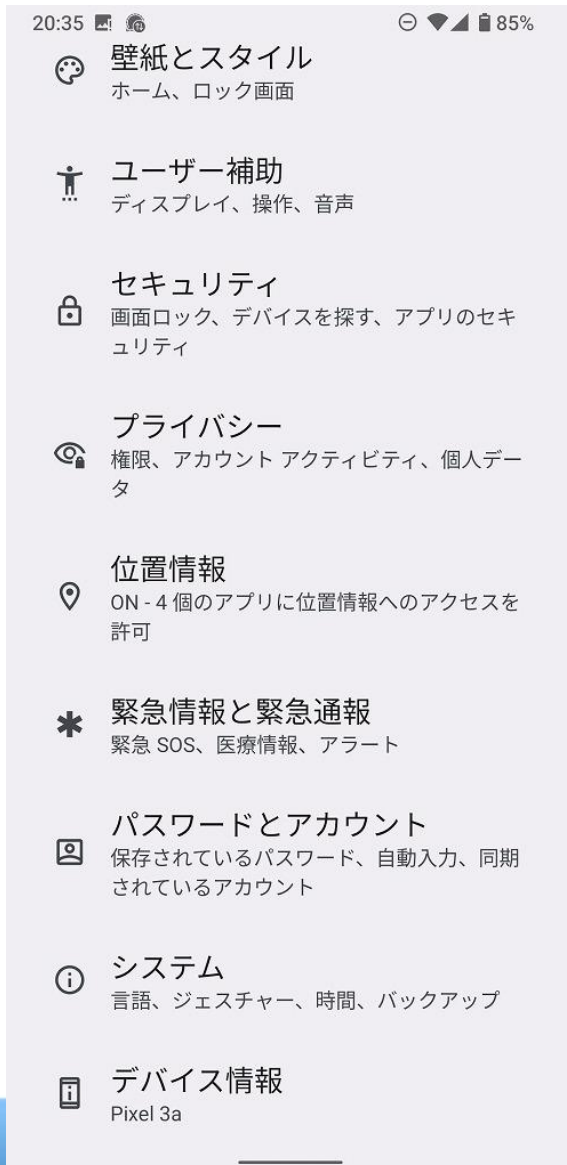 20:35 85%
壁紙とスタイル
ホーム、ロック画面
ユーザー補助
ディスプレイ、操作、音声
セキュリティ
画面ロック、デバイスを探す、アプリのセキ
ュリティ
プライバシー
権限、アカウント アクティビティ、個人デー
タ
位置情報
ON - 4 個のアプリに位置情報へのアクセスを
許可
緊急情報と緊急通報
緊急 SOS、医療情報、アラート
パスワードとアカウント
保存されているパスワード、自動入力、同期
されているアカウント
システム
言語、ジェスチャー、時間、バックアップ
デバイス情報
Pixel 3a